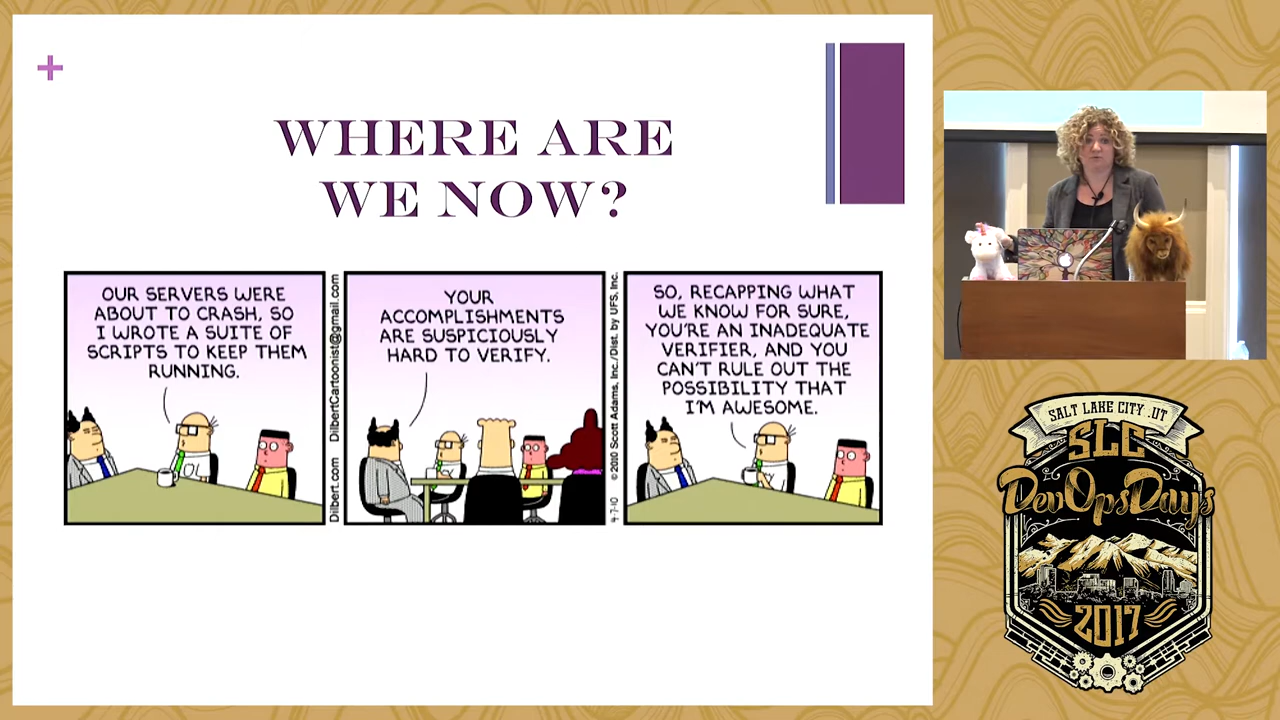 +
WHERE ARE
WE NOW?
OUR SERVERS WERE
ABOUT TO CRASH, SO
I WROTE A SUITE OF
SCRIPTS TO KEEP THEM
RUNNING.
Dilbert.com DilbertCartoonist@gmail.com
YOUR
ACCOMPLISHMENTS
ARE SUSPICIOUSLY
HARD TO VERIFY.
4-7-10 ©2010 Scott Adams, Inc./Dist. by UFS, Inc.
SO, RECAPPING WHAT
WE KNOW FOR SURE,
YOU'RE AN INADEQUATE
VERIFIER, AND YOU
CAN'T RULE OUT THE
POSSIBILITY THAT
I'M AWESOME.
SALT LAKE CITY .UT
SLC
DevOpsDays
2017